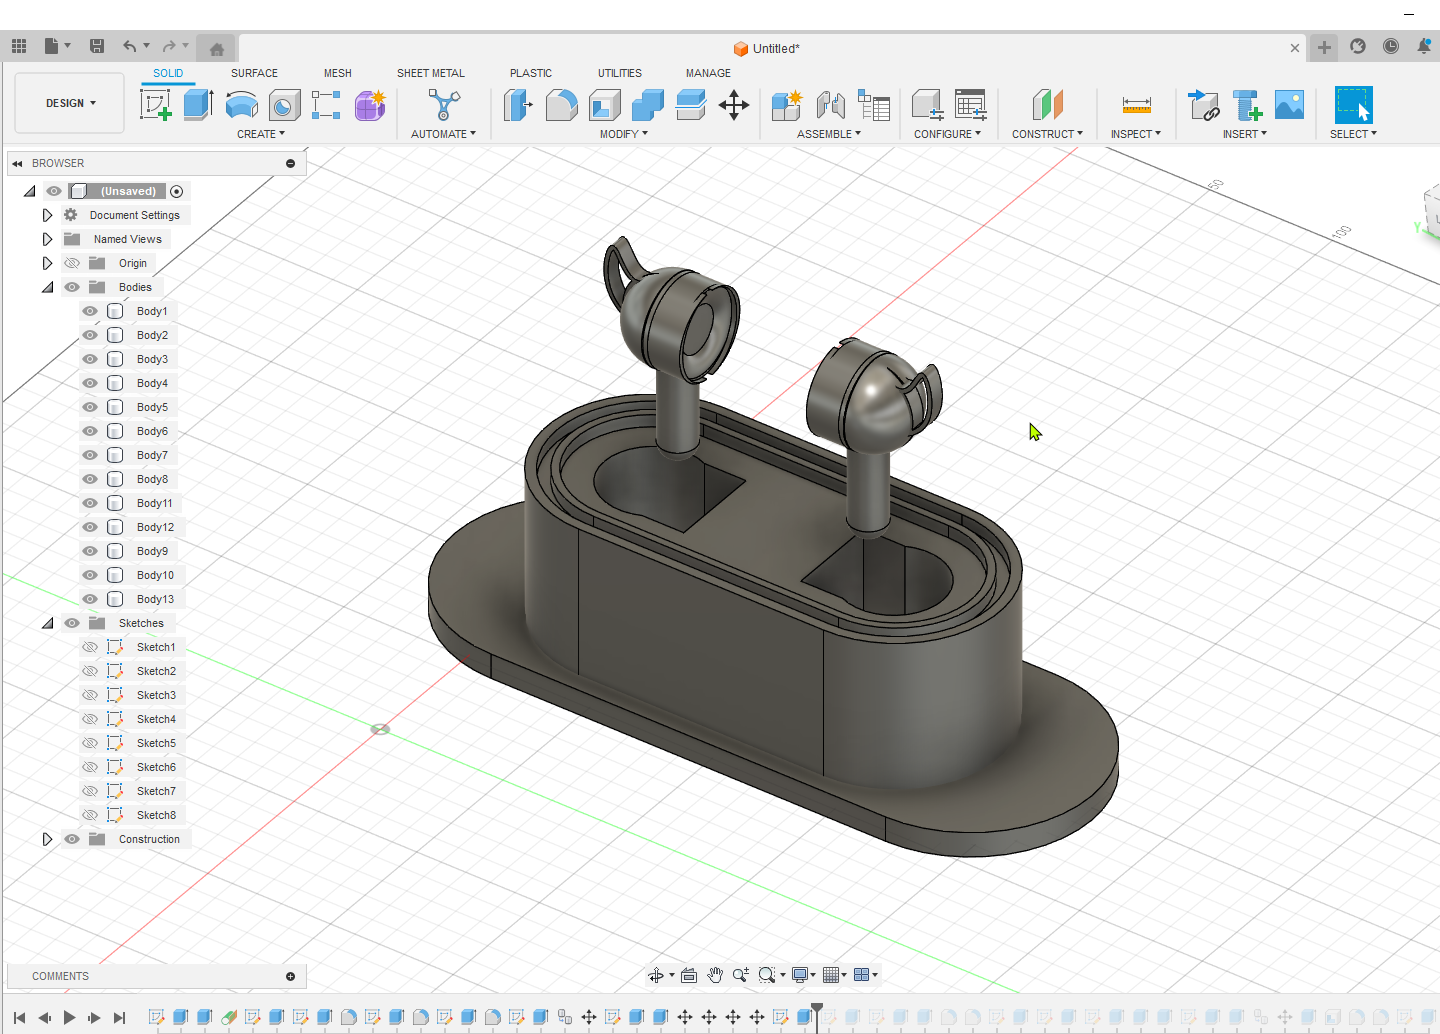 Untitled*
SOLID SURFACE MESH SHEET METAL PLASTIC UTILITIES MANAGE
DESIGN
CREATE AUTOMATE MODIFY ASSEMBLE CONFIGURE CONSTRUCT INSPECT INSERT SELECT
BROWSER
(Unsaved)
Document Settings
Named Views
Origin
Bodies
Body1
Body2
Body3
Body4
Body5
Body6
Body7
Body8
Body11
Body12
Body9
Body10
Body13
Sketches
Sketch1
Sketch2
Sketch3
Sketch4
Sketch5
Sketch6
Sketch7
Sketch8
Construction
50
100
Y
COMMENTS